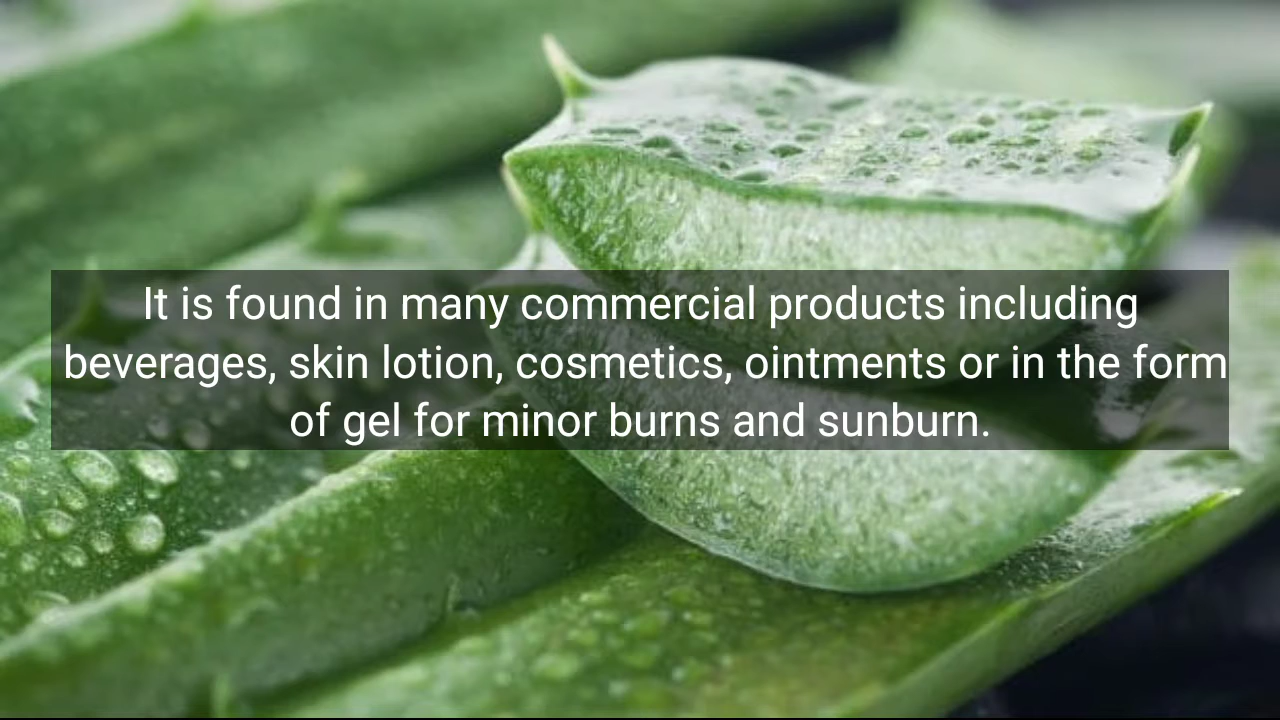 It is found in many commercial products including
beverages, skin lotion, cosmetics, ointments or in the form
of gel for minor burns and sunburn.